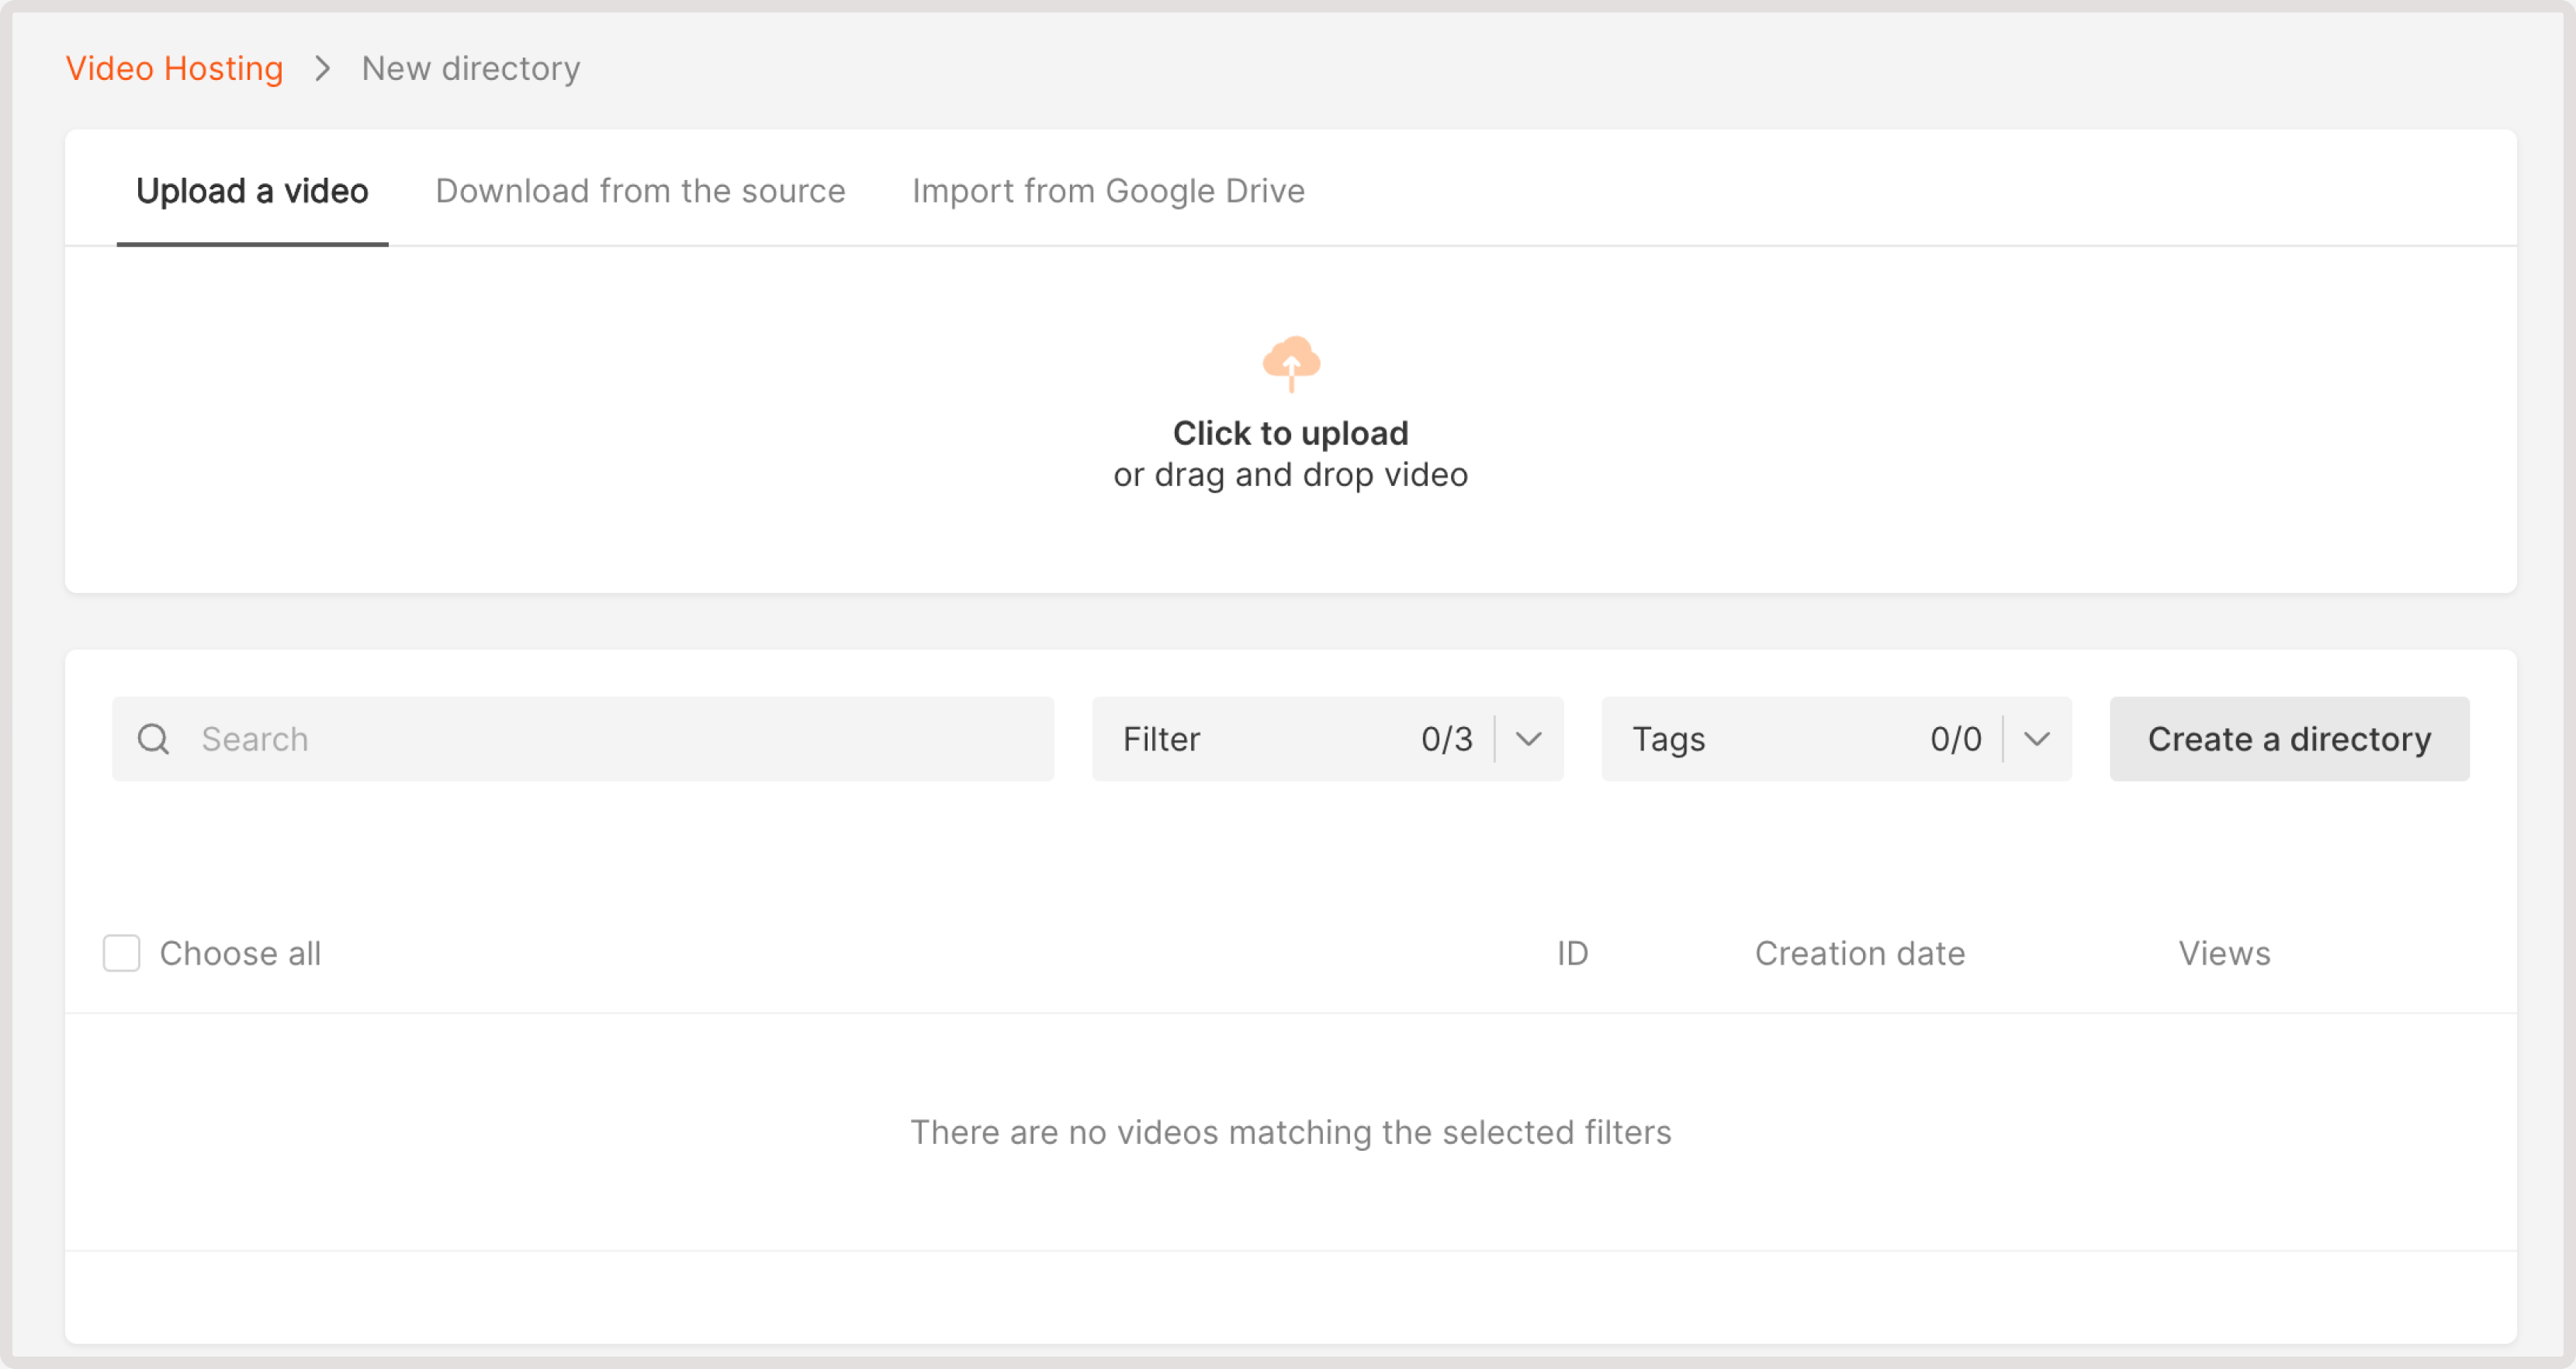 Video Hosting > New directory
Upload a video Download from the source Import from Google Drive
Click to upload
or drag and drop video
Search Filter 0/3 Tags 0/0 Create a directory
Choose all ID Creation date Views
There are no videos matching the selected filters